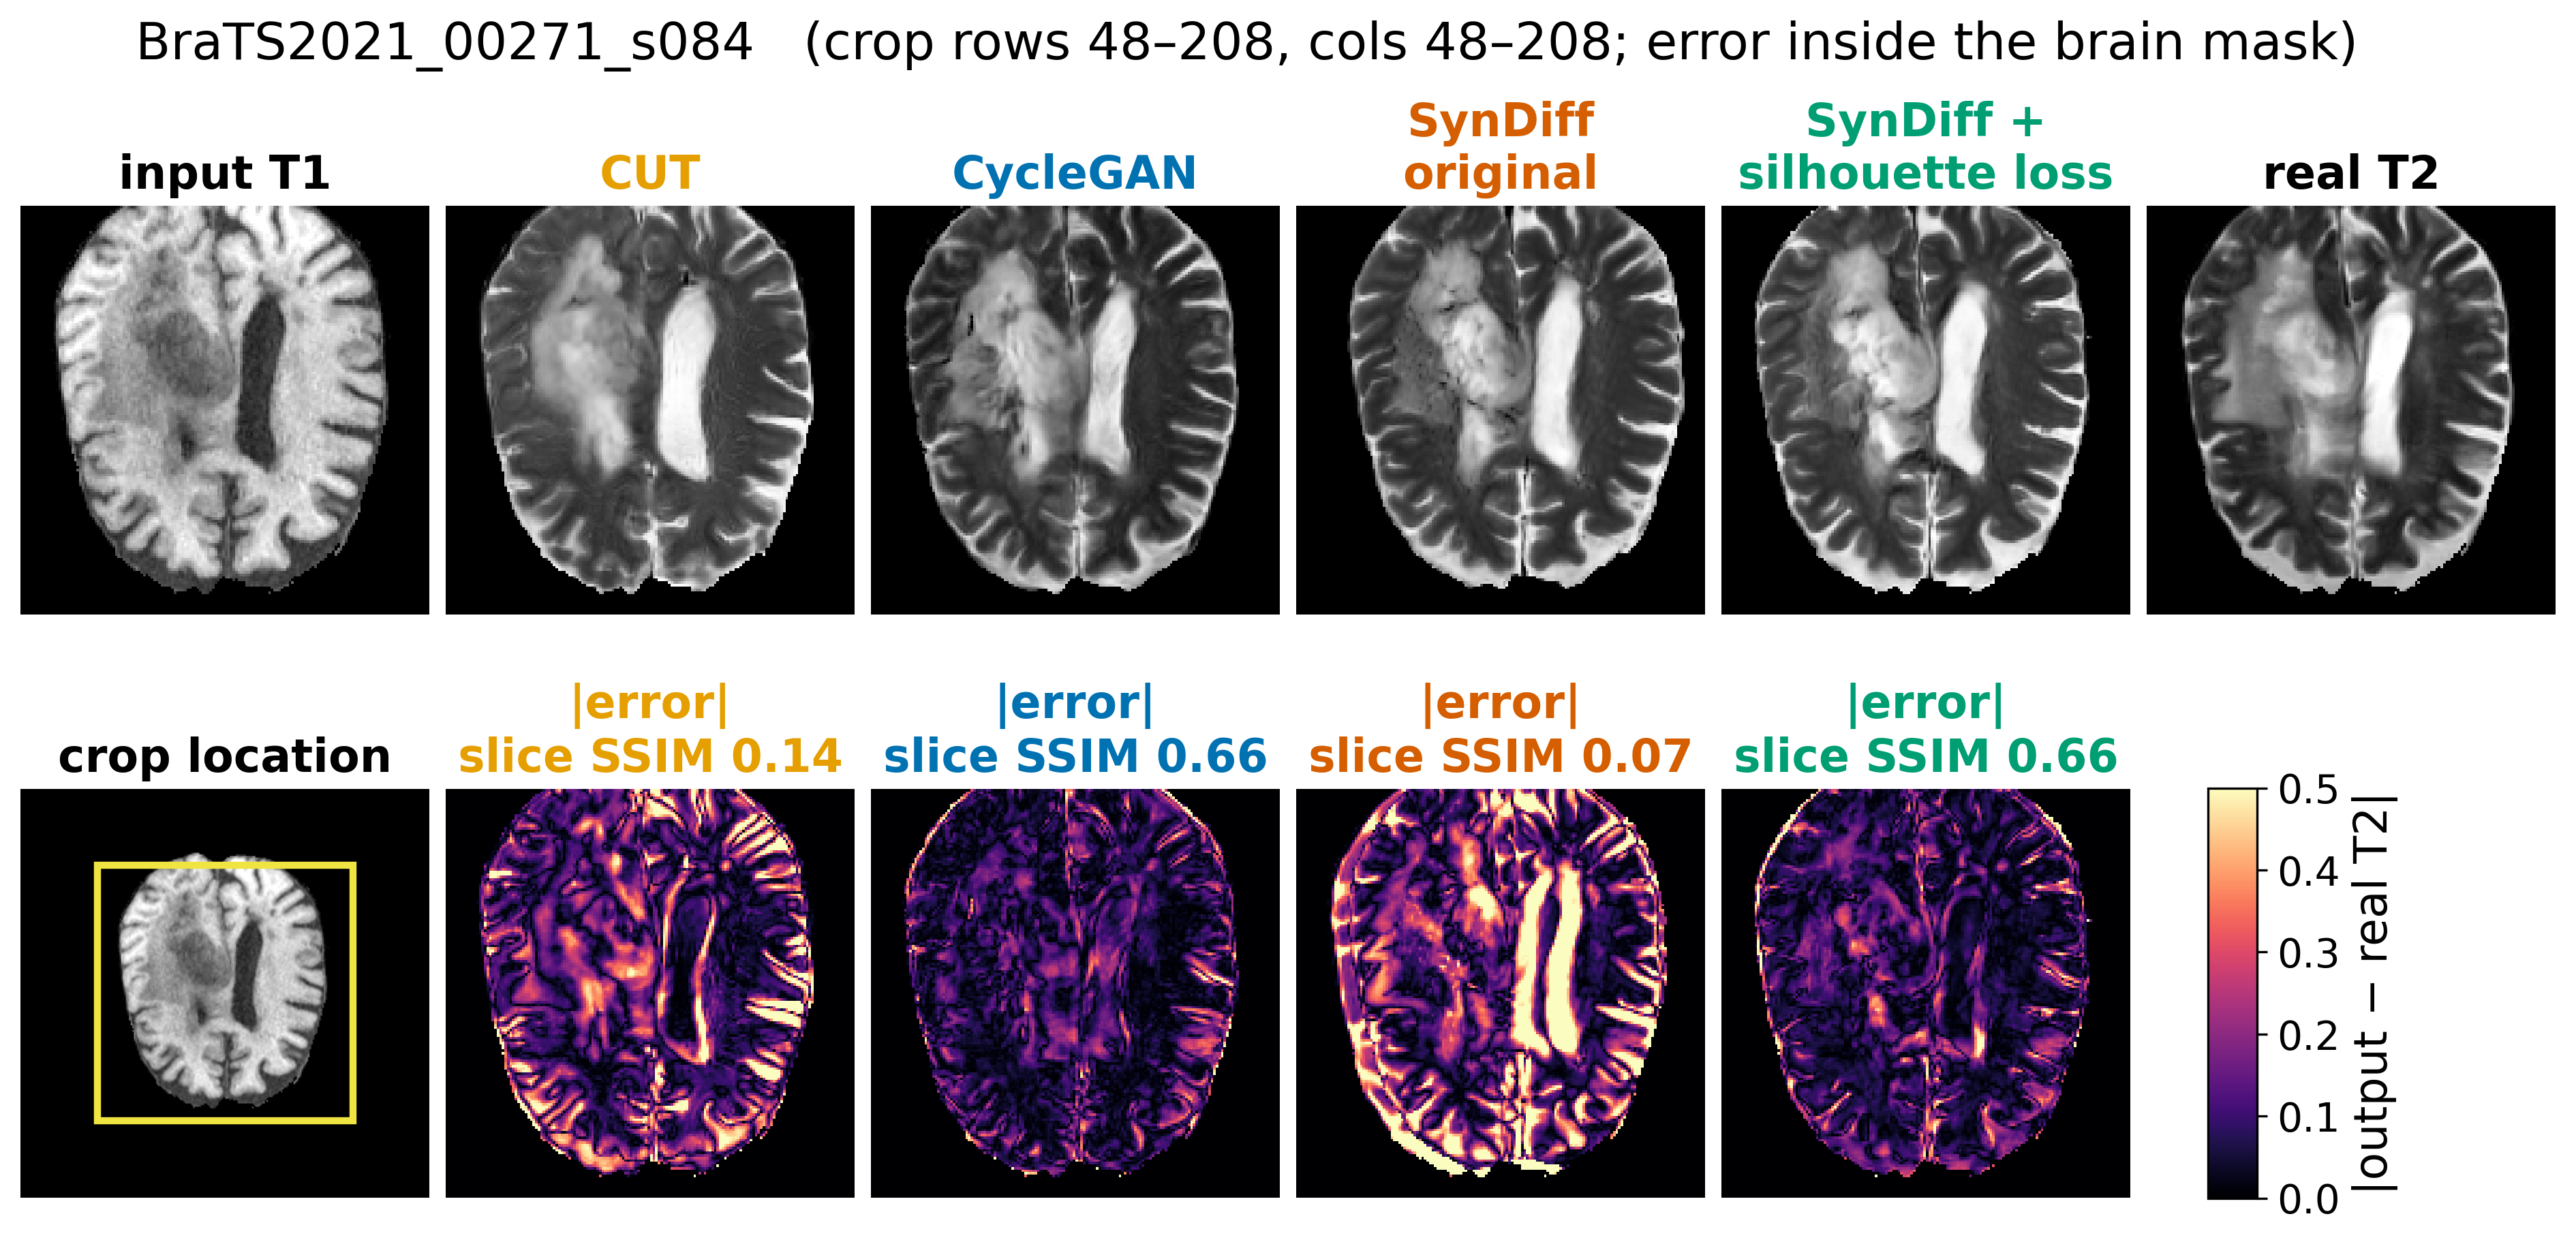 BraTS2021_00271_s084 (crop rows 48–208, cols 48–208; error inside the brain mask)
input T1
CUT
CycleGAN
SynDiff
original
SynDiff +
silhouette loss
real T2
crop location
|error|
slice SSIM 0.14
|error|
slice SSIM 0.66
|error|
slice SSIM 0.07
|error|
slice SSIM 0.66
0.5
0.4
0.3
0.2
0.1
0.0
|output − real T2|